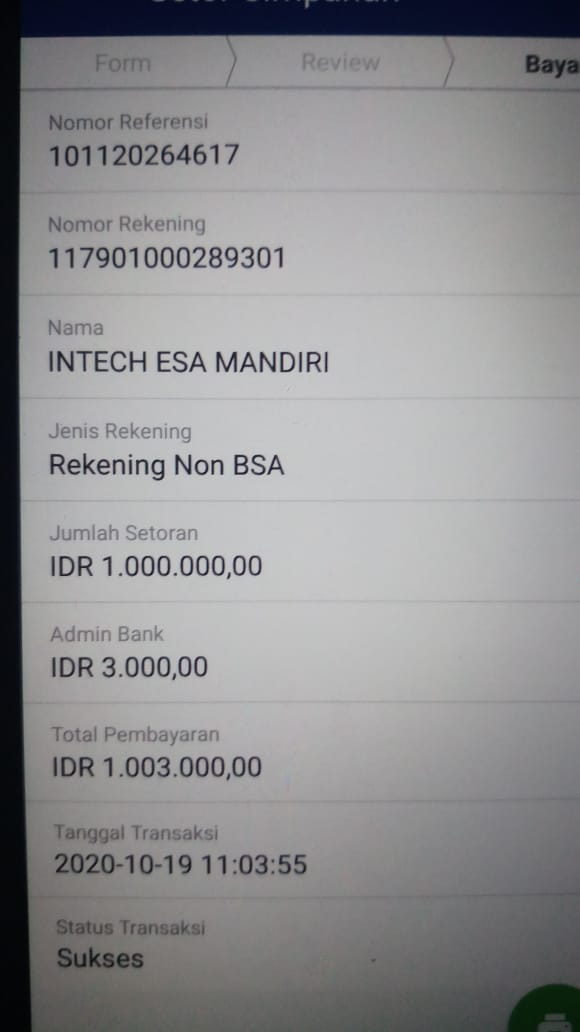 Form
Review
Baya
Nomor Referensi
101120264617
Nomor Rekening
117901000289301
Nama
INTECH ESA MANDIRI
Jenis Rekening
Rekening Non BSA
Jumlah Setoran
IDR 1.000.000,00
Admin Bank
IDR 3.000,00
Total Pembayaran
IDR 1.003.000,00
Tanggal Transaksi
2020-10-19 11:03:55
Status Transaksi
Sukses